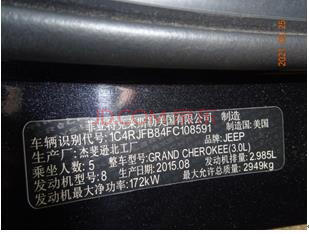 2021/05/25
菲亚特克莱斯勒美国有限公司 制造
车辆识别代号:1C4RJFB84FC108591 制造国:美国
生产工厂:杰斐逊北工厂 品牌:JEEP
乘坐人数:5 整车型号:GRAND CHEROKEE(3.0L)
发动机型号:8 生产日期:2015.08 发动机排量:2.985L
发动机最大净功率:172kW 最大允许总质量:2949kg